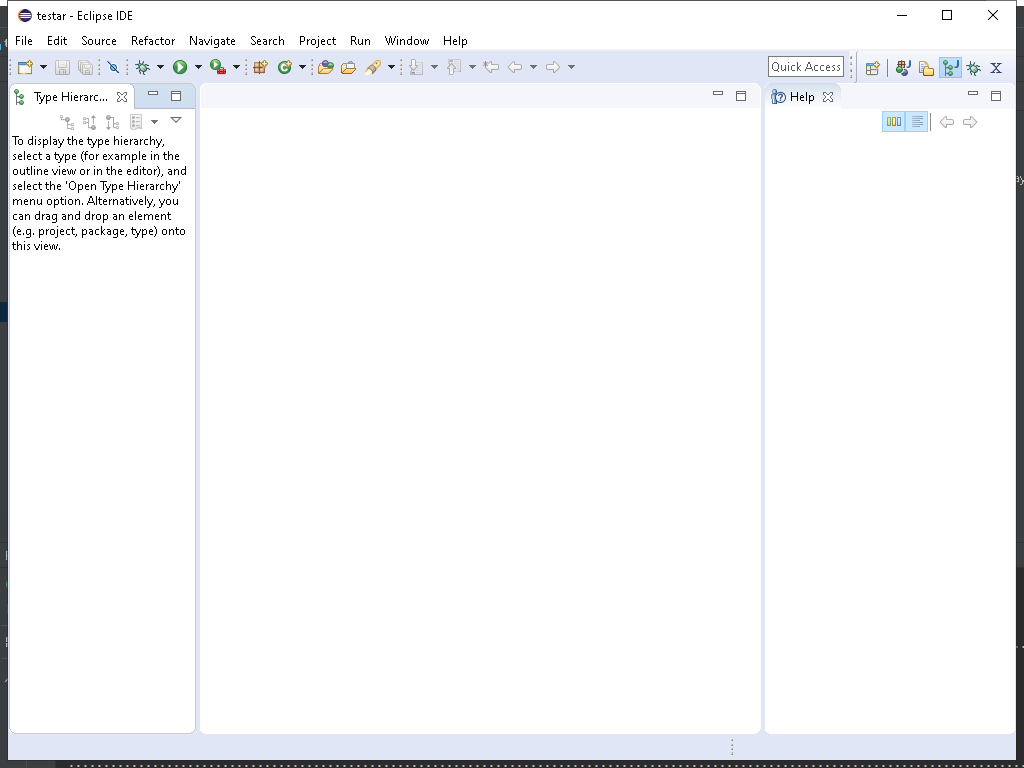 testar - Eclipse IDE
File Edit Source Refactor Navigate Search Project Run Window Help
Quick Access
Type Hierarc...
Help
To display the type hierarchy,
select a type (for example in the
outline view or in the editor), and
select the 'Open Type Hierarchy'
menu option. Alternatively, you
can drag and drop an element
(e.g. project, package, type) onto
this view.